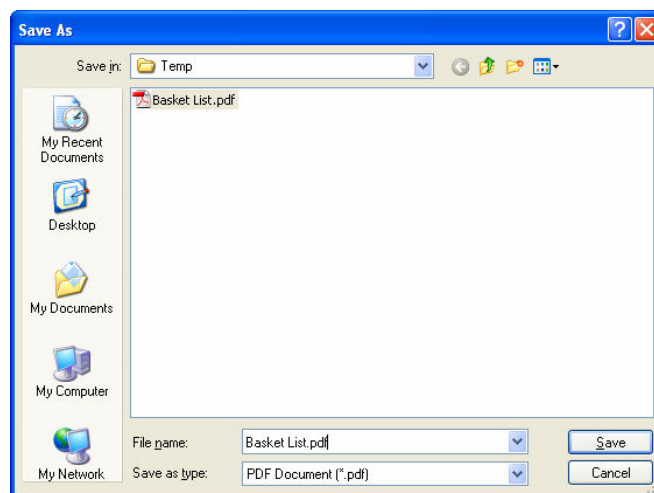 Save As
Save in:
Temp
Basket List.pdf
My Recent
Documents
Desktop
My Documents
My Computer
My Network
File name:
Basket List.pdf
Save
Save as type:
PDF Document (*.pdf)
Cancel